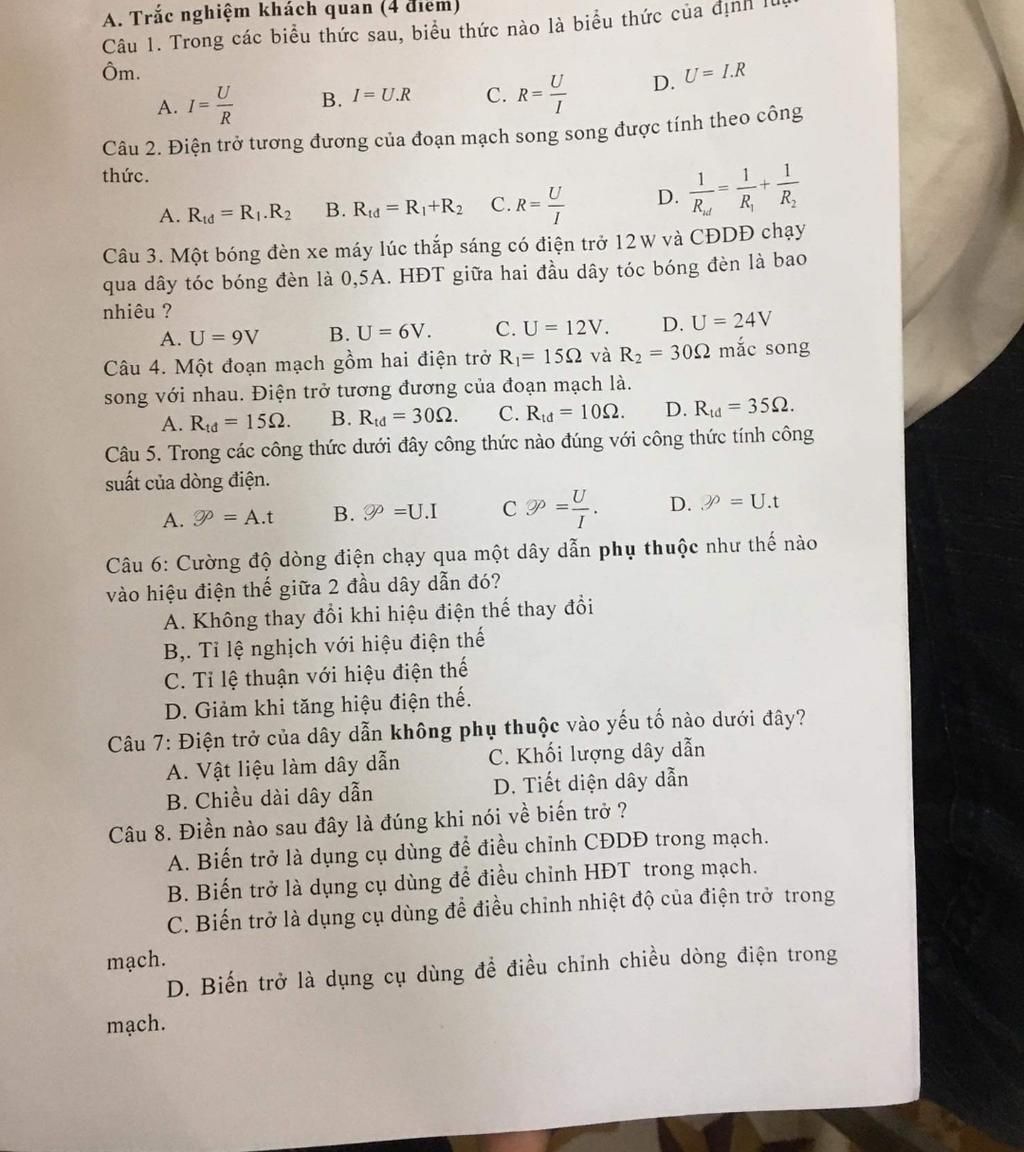 A. Trắc nghiệm khách quan (4 điểm)
Câu 1. Trong các biểu thức sau, biểu thức nào là biểu thức của định
Ôm.
A. I = U/R B. I = U.R C. R = U/I D. U = I.R
Câu 2. Điện trở tương đương của đoạn mạch song song được tính theo công
thức.
A. Rtđ = R1.R2 B. Rtđ = R1+R2 C. R = U/I D. 1/Rtđ = 1/R1 + 1/R2
Câu 3. Một bóng đèn xe máy lúc thắp sáng có điện trở 12W và CĐDĐ chạy
qua dây tóc bóng đèn là 0,5A. HĐT giữa hai đầu dây tóc bóng đèn là bao
nhiêu ?
A. U = 9V B. U = 6V. C. U = 12V. D. U = 24V
Câu 4. Một đoạn mạch gồm hai điện trở R1= 15Ω và R2 = 30Ω mắc song
song với nhau. Điện trở tương đương của đoạn mạch là.
A. Rtđ = 15Ω. B. Rtđ = 30Ω. C. Rtđ = 10Ω. D. Rtđ = 35Ω.
Câu 5. Trong các công thức dưới đây công thức nào đúng với công thức tính công
suất của dòng điện.
A. 𝒫 = A.t B. 𝒫 =U.I C 𝒫 = U/I. D. 𝒫 = U.t
Câu 6: Cường độ dòng điện chạy qua một dây dẫn phụ thuộc như thế nào
vào hiệu điện thế giữa 2 đầu dây dẫn đó?
A. Không thay đổi khi hiệu điện thế thay đổi
B,. Tỉ lệ nghịch với hiệu điện thế
C. Tỉ lệ thuận với hiệu điện thế
D. Giảm khi tăng hiệu điện thế.
Câu 7: Điện trở của dây dẫn không phụ thuộc vào yếu tố nào dưới đây?
A. Vật liệu làm dây dẫn C. Khối lượng dây dẫn
B. Chiều dài dây dẫn D. Tiết diện dây dẫn
Câu 8. Điền nào sau đây là đúng khi nói về biến trở ?
A. Biến trở là dụng cụ dùng để điều chỉnh CĐDĐ trong mạch.
B. Biến trở là dụng cụ dùng để điều chỉnh HĐT trong mạch.
C. Biến trở là dụng cụ dùng để điều chỉnh nhiệt độ của điện trở trong
mạch.
D. Biến trở là dụng cụ dùng để điều chỉnh chiều dòng điện trong
mạch.